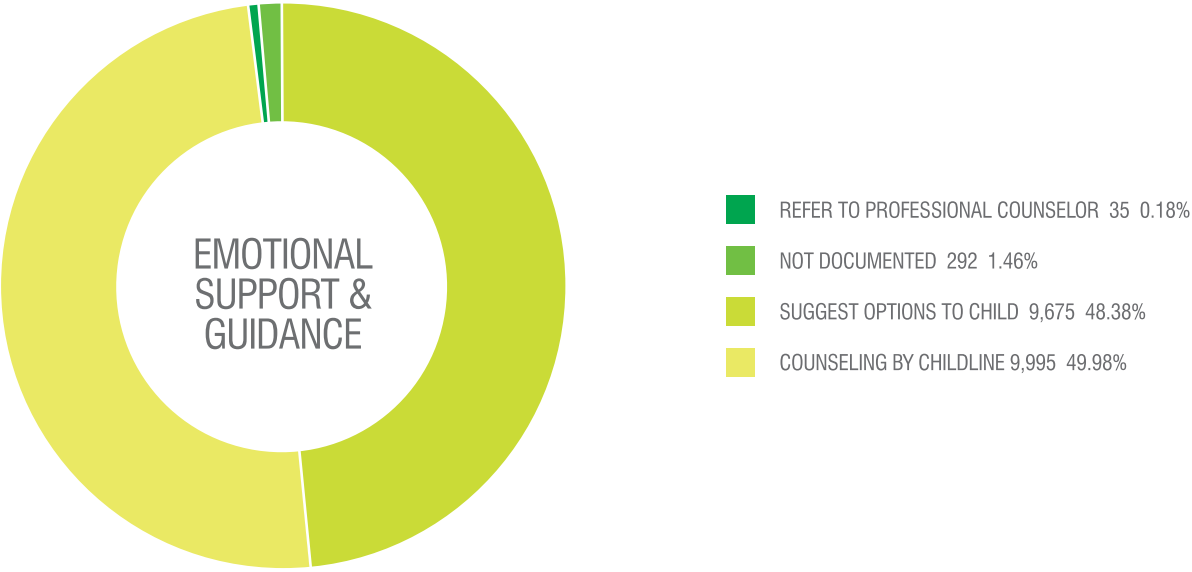 EMOTIONAL
SUPPORT &
GUIDANCE
REFER TO PROFESSIONAL COUNSELOR 35 0.18%
NOT DOCUMENTED 292 1.46%
SUGGEST OPTIONS TO CHILD 9,675 48.38%
COUNSELING BY CHILDLINE 9,995 49.98%